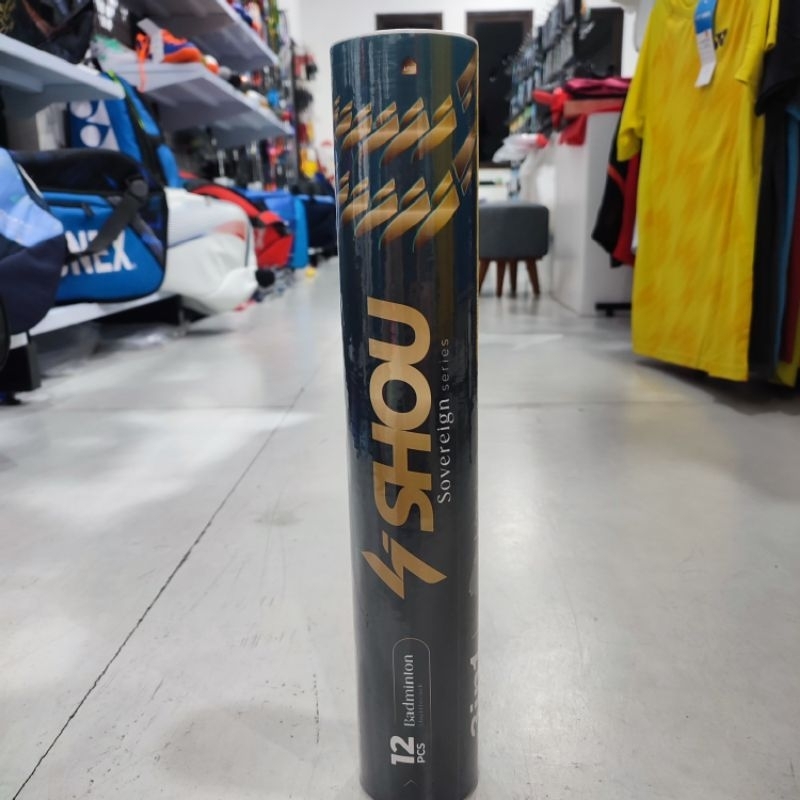 SHOU
Sovereign series
12
PCS
Badminton
YONEX